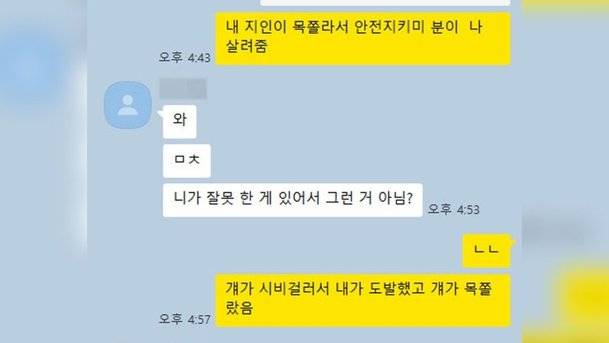 내 지인이 목쫄라서 안전지키미 분이 나
살려줌
오후 4:43
와
ㅁㅊ
니가 잘못 한 게 있어서 그런 거 아님?
오후 4:53
ㄴㄴ
걔가 시비걸러서 내가 도발했고 걔가 목쫄
랐음
오후 4:57